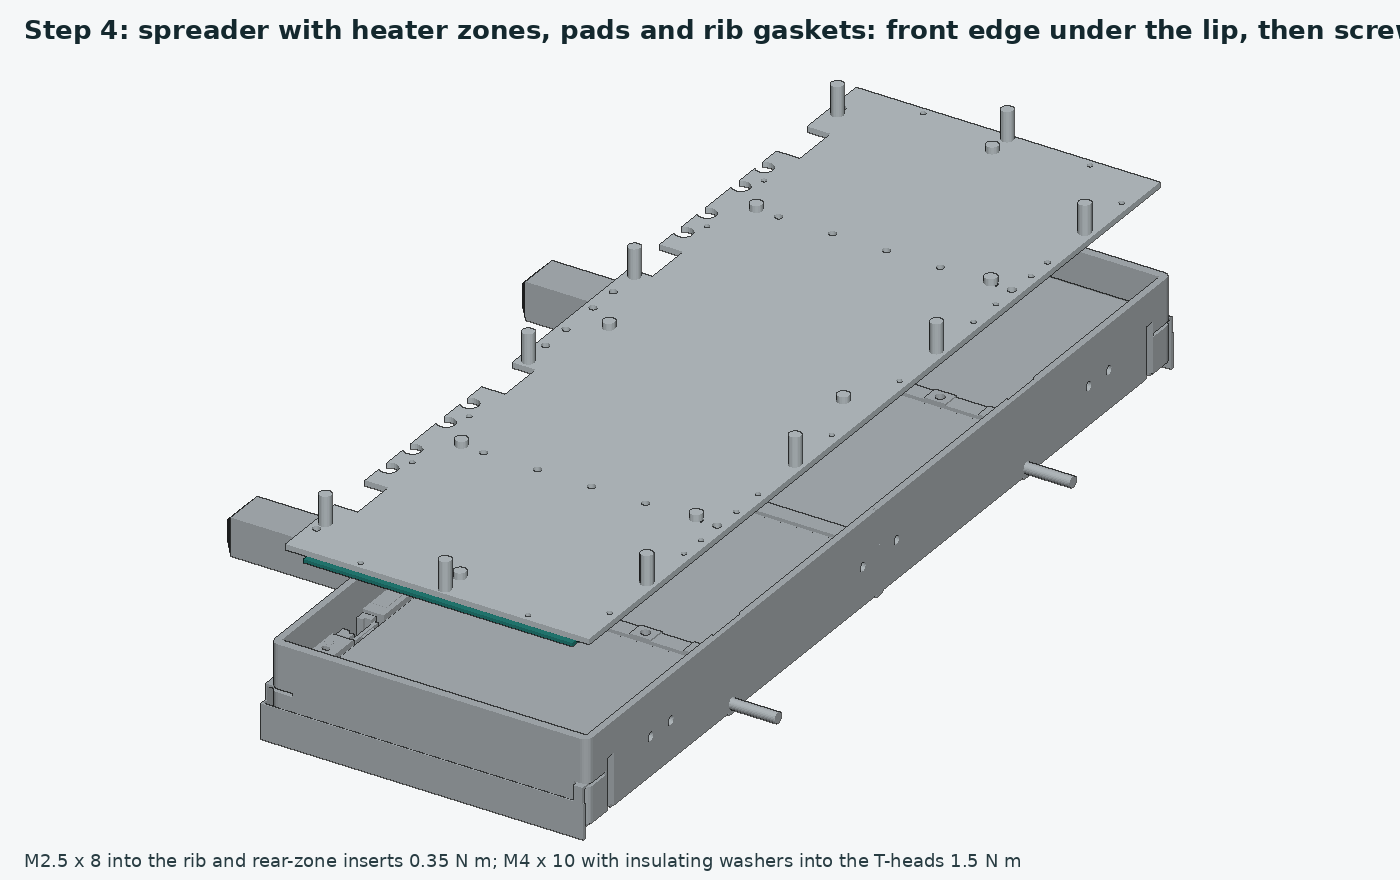 Step 4: spreader with heater zones, pads and rib gaskets: front edge under the lip, then screw
M2.5 x 8 into the rib and rear-zone inserts 0.35 N m; M4 x 10 with insulating washers into the T-heads 1.5 N m